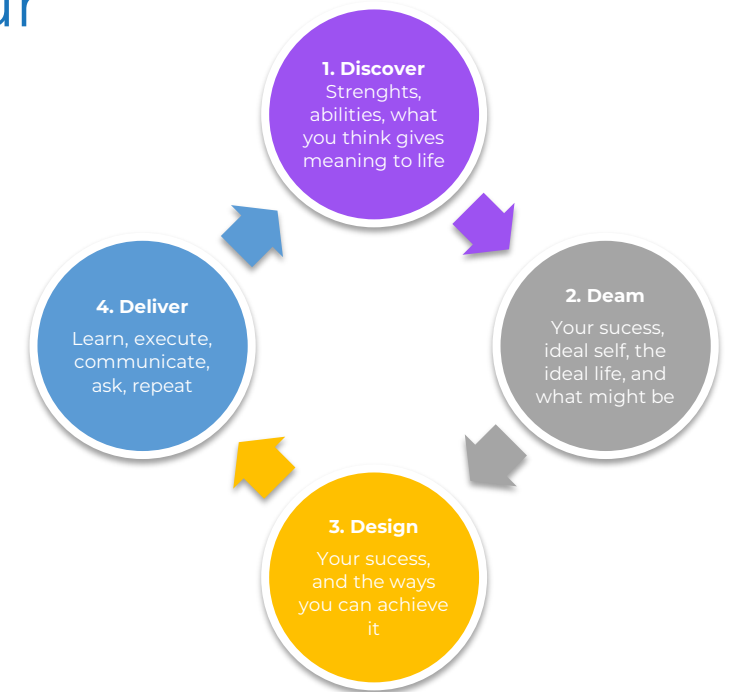 ur
1. Discover
Strenghts,
abilities, what
you think gives
meaning to life
2. Deam
Your sucess,
ideal self, the
ideal life, and
what might be
3. Design
Your sucess,
and the ways
you can achieve
it
4. Deliver
Learn, execute,
communicate,
ask, repeat